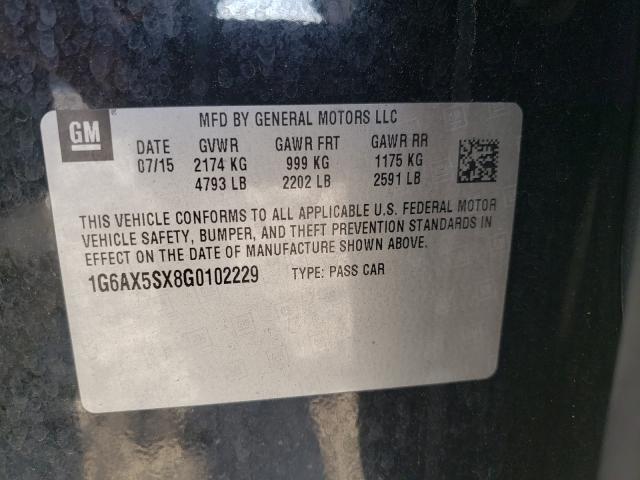 GM
MFD BY GENERAL MOTORS LLC
DATE GVWR GAWR FRT GAWR RR
07/15 2174 KG 999 KG 1175 KG
4793 LB 2202 LB 2591 LB
THIS VEHICLE CONFORMS TO ALL APPLICABLE U.S. FEDERAL MOTOR
VEHICLE SAFETY, BUMPER, AND THEFT PREVENTION STANDARDS IN
EFFECT ON THE DATE OF MANUFACTURE SHOWN ABOVE.
1G6AX5SX8G0102229 TYPE: PASS CAR